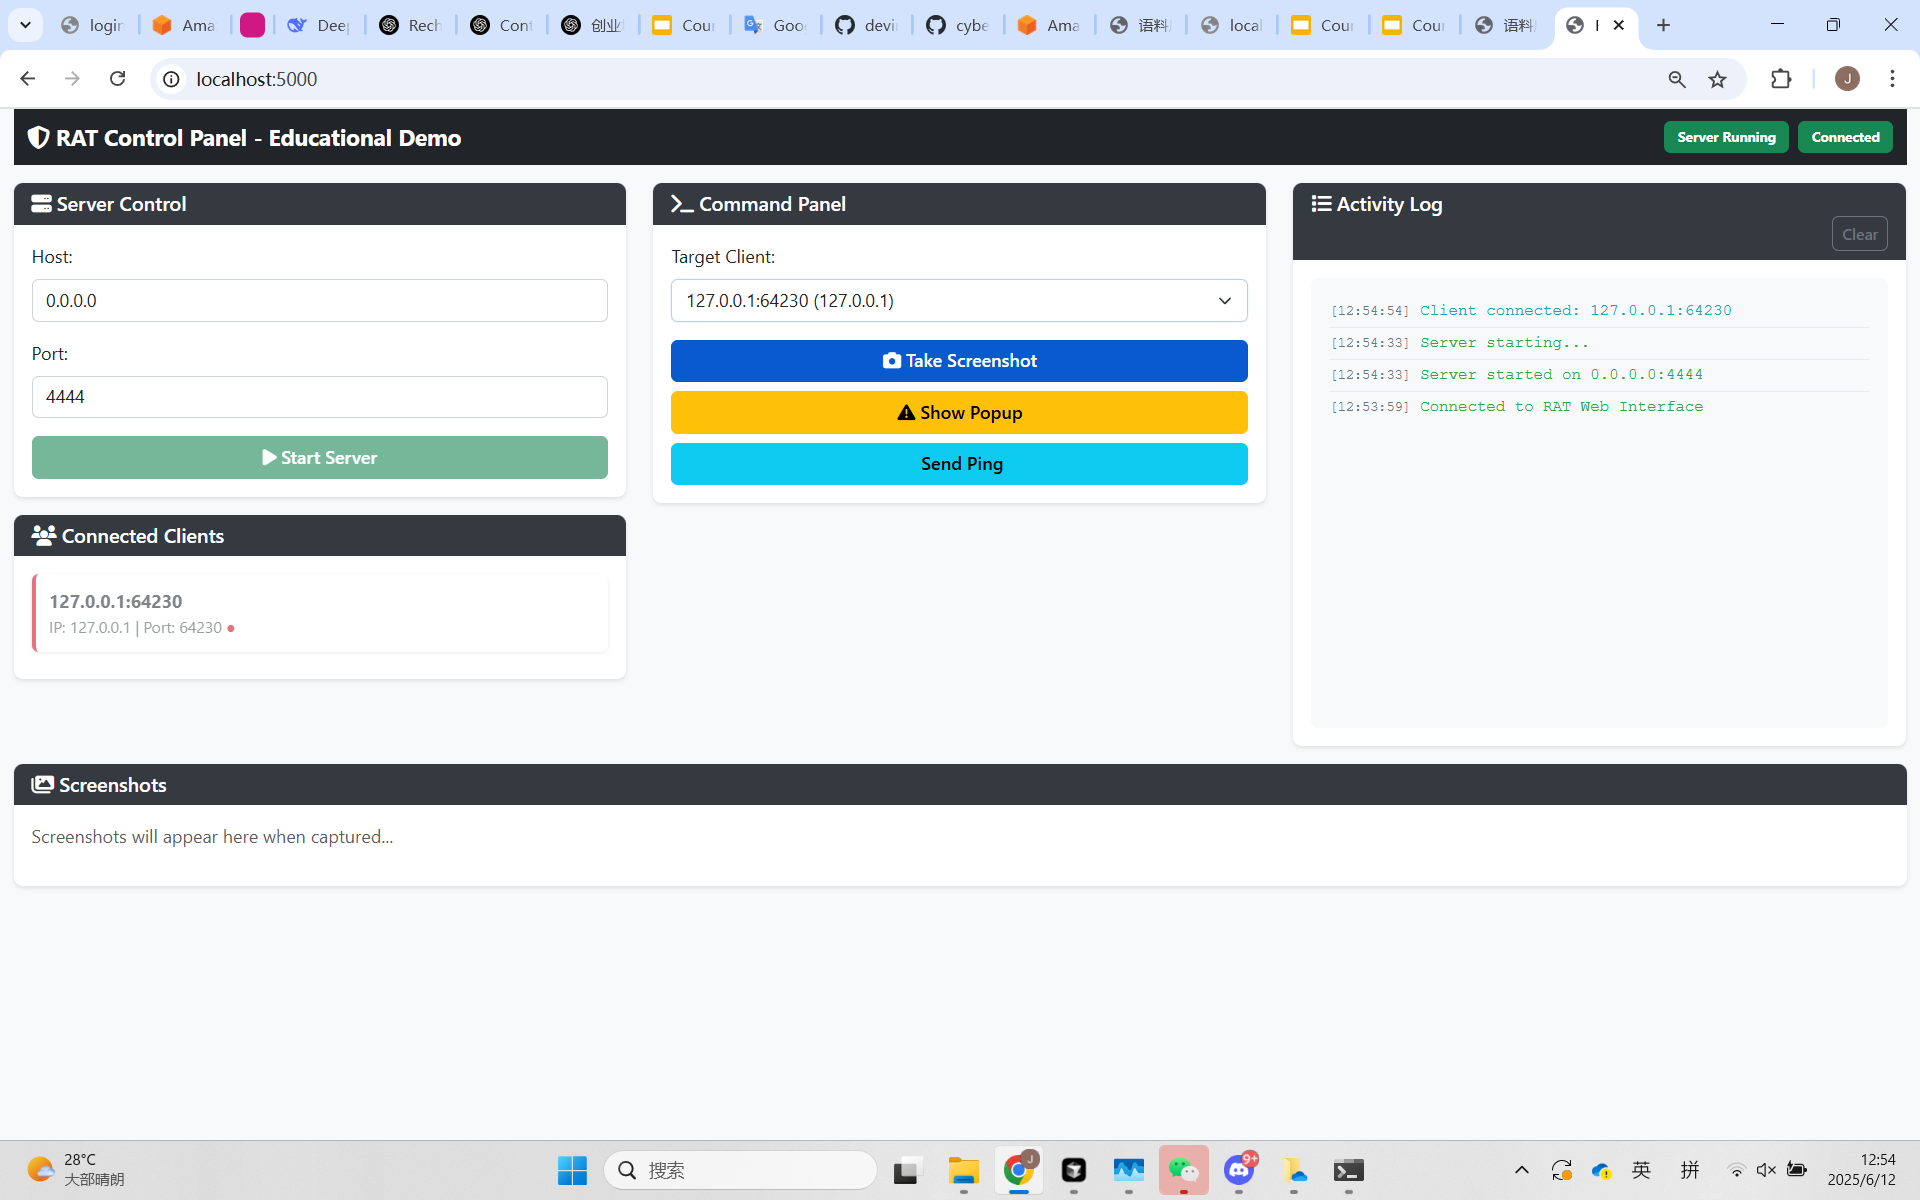 login
Ama
Deep
Rech
Cont
创业
Cour
Goo
devi
cybe
Ama
语料
local
Cour
Cour
语料
localhost:5000
J
RAT Control Panel - Educational Demo
Server Running
Connected
Server Control
Host:
0.0.0.0
Port:
4444
Start Server
Connected Clients
127.0.0.1:64230
IP: 127.0.0.1 | Port: 64230
Command Panel
Target Client:
127.0.0.1:64230 (127.0.0.1)
Take Screenshot
Show Popup
Send Ping
Activity Log
Clear
[12:54:54] Client connected: 127.0.0.1:64230
[12:54:33] Server starting...
[12:54:33] Server started on 0.0.0.0:4444
[12:53:59] Connected to RAT Web Interface
Screenshots
Screenshots will appear here when captured...
28°C
大部晴朗
搜索
J
9+
英
拼
12:54
2025/6/12